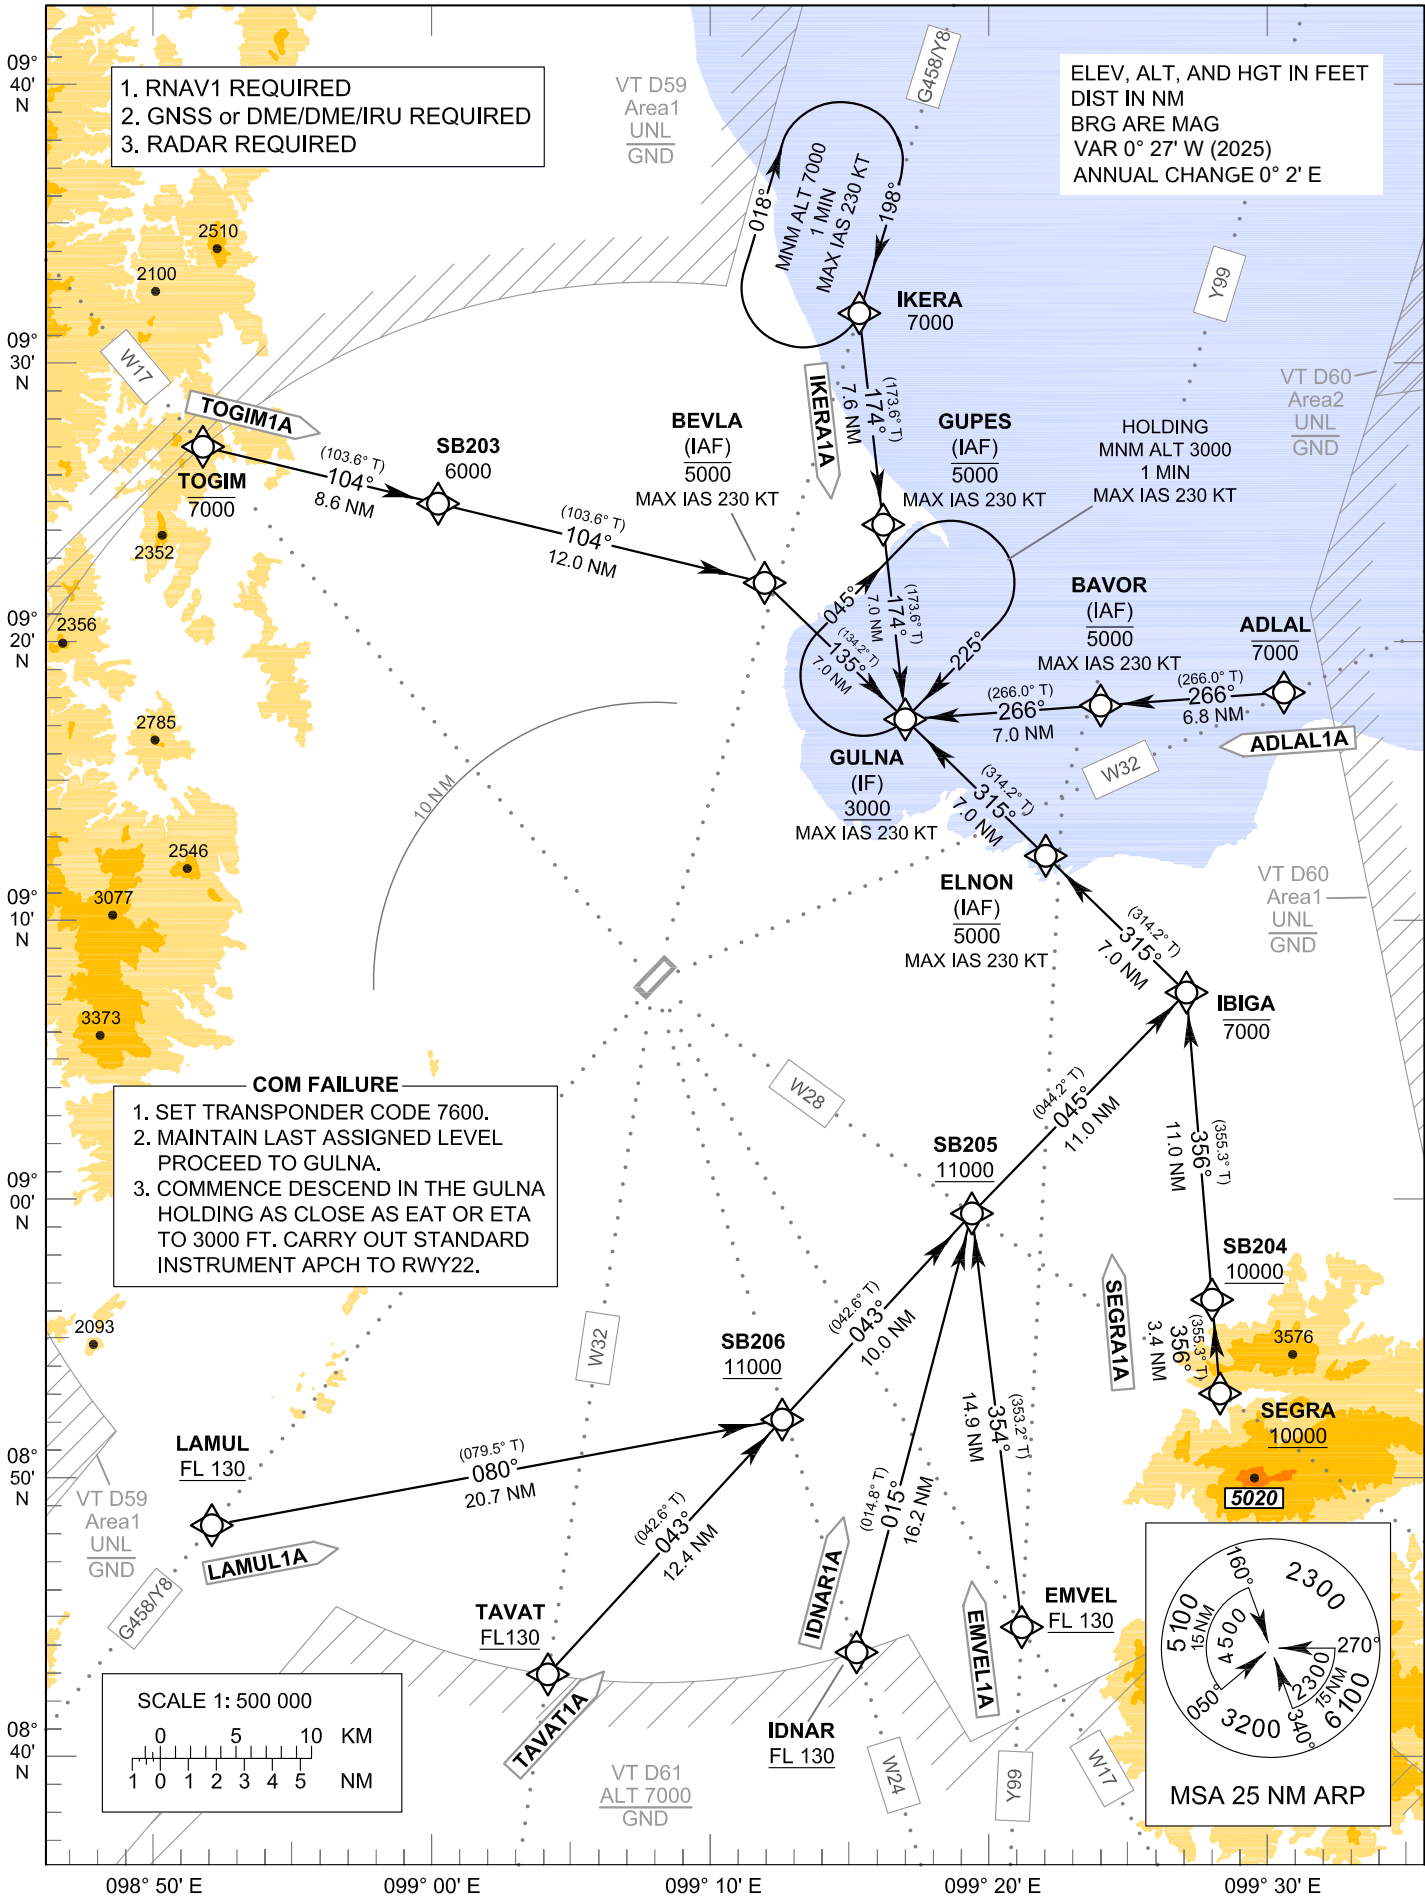 1. RNAV1 REQUIRED
2. GNSS or DME/DME/IRU REQUIRED
3. RADAR REQUIRED
ELEV, ALT, AND HGT IN FEET
DIST IN NM
BRG ARE MAG
VAR 0° 27' W (2025)
ANNUAL CHANGE 0° 2' E
VT D59
Area1
UNL
GND
G458/Y8
Y99
018°
MNM ALT 7000
1 MIN
MAX IAS 230 KT
198°
IKERA
7000
2510
2100
W17
TOGIM1A
TOGIM
7000
(103.6° T)
104°
8.6 NM
SB203
6000
(103.6° T)
104°
12.0 NM
BEVLA
(IAF)
5000
MAX IAS 230 KT
IKERA1A
(173.6° T)
174°
7.6 NM
GUPES
(IAF)
5000
MAX IAS 230 KT
HOLDING
MNM ALT 3000
1 MIN
MAX IAS 230 KT
VT D60
Area2
UNL
GND
2352
2356
045°
(134.2° T)
135°
7.0 NM
(173.6° T)
174°
7.0 NM
225°
BAVOR
(IAF)
5000
MAX IAS 230 KT
ADLAL
7000
(266.0° T)
266°
7.0 NM
(266.0° T)
266°
6.8 NM
ADLAL1A
W32
GULNA
(IF)
3000
MAX IAS 230 KT
2785
10 NM
(314.2° T)
315°
7.0 NM
2546
3077
3373
ELNON
(IAF)
5000
MAX IAS 230 KT
VT D60
Area1
UNL
GND
(314.2° T)
315°
7.0 NM
IBIGA
7000
COM FAILURE
1. SET TRANSPONDER CODE 7600.
2. MAINTAIN LAST ASSIGNED LEVEL
PROCEED TO GULNA.
3. COMMENCE DESCEND IN THE GULNA
HOLDING AS CLOSE AS EAT OR ETA
TO 3000 FT. CARRY OUT STANDARD
INSTRUMENT APCH TO RWY22.
W28
(044.2° T)
045°
11.0 NM
SB205
11000
(355.3° T)
356°
11.0 NM
SB204
10000
SEGRA1A
(355.3° T)
356°
3.4 NM
3576
SEGRA
10000
5020
2093
W32
SB206
11000
(042.6° T)
043°
10.0 NM
LAMUL
FL 130
(079.5° T)
080°
20.7 NM
LAMUL1A
VT D59
Area1
UNL
GND
G458/Y8
(042.6° T)
043°
12.4 NM
TAVAT
FL130
TAVAT1A
(014.8° T)
015°
16.2 NM
IDNAR1A
IDNAR
FL 130
(353.2° T)
354°
14.9 NM
EMVEL1A
EMVEL
FL 130
VT D61
ALT 7000
GND
W24
Y99
W17
SCALE 1: 500 000
0 5 10 KM
1 0 1 2 3 4 5 NM
160°
2300
5100
15 NM
4500
270°
050°
3200
340°
2300
15 NM
6100
MSA 25 NM ARP
09°
40'
N
09°
30'
N
09°
20'
N
09°
10'
N
09°
00'
N
08°
50'
N
08°
40'
N
098° 50' E
099° 00' E
099° 10' E
099° 20' E
099° 30' E